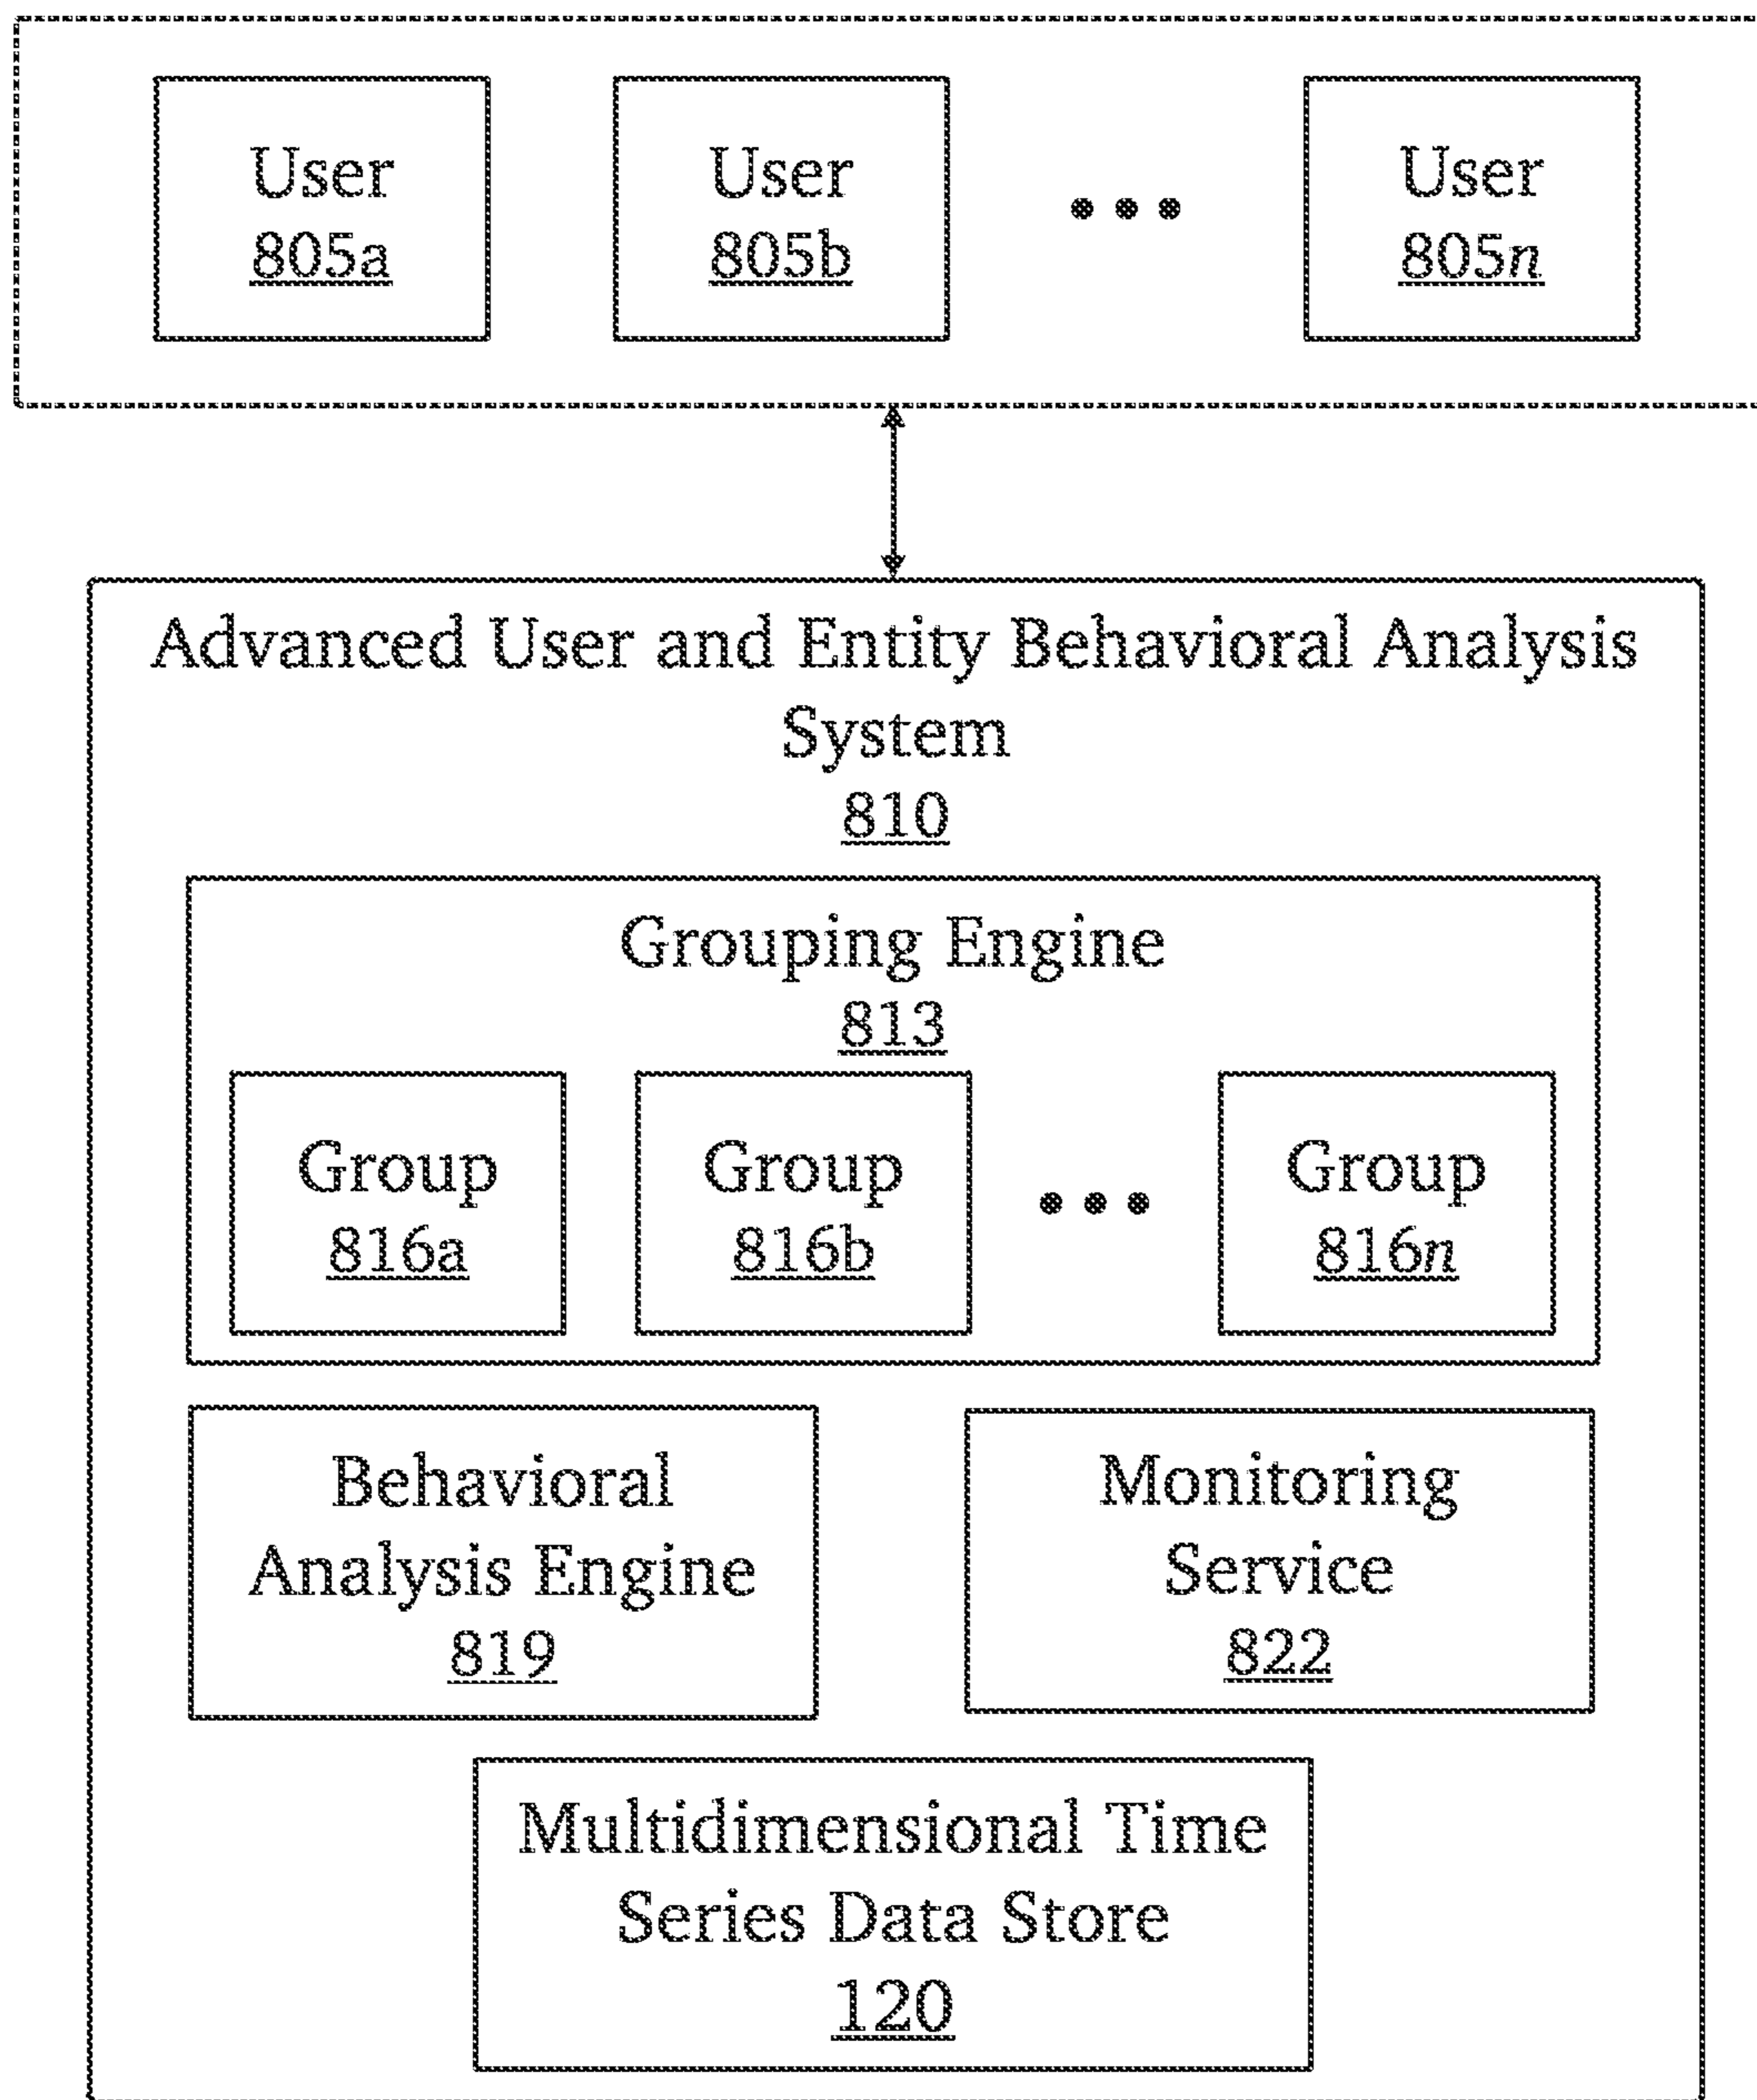 User
805a
User
805b
User
805n
Advanced User and Entity Behavioral Analysis
System
810
Grouping Engine
813
Group
816a
Group
816b
Group
816n
Behavioral
Analysis Engine
819
Monitoring
Service
822
Multidimensional Time
Series Data Store
120